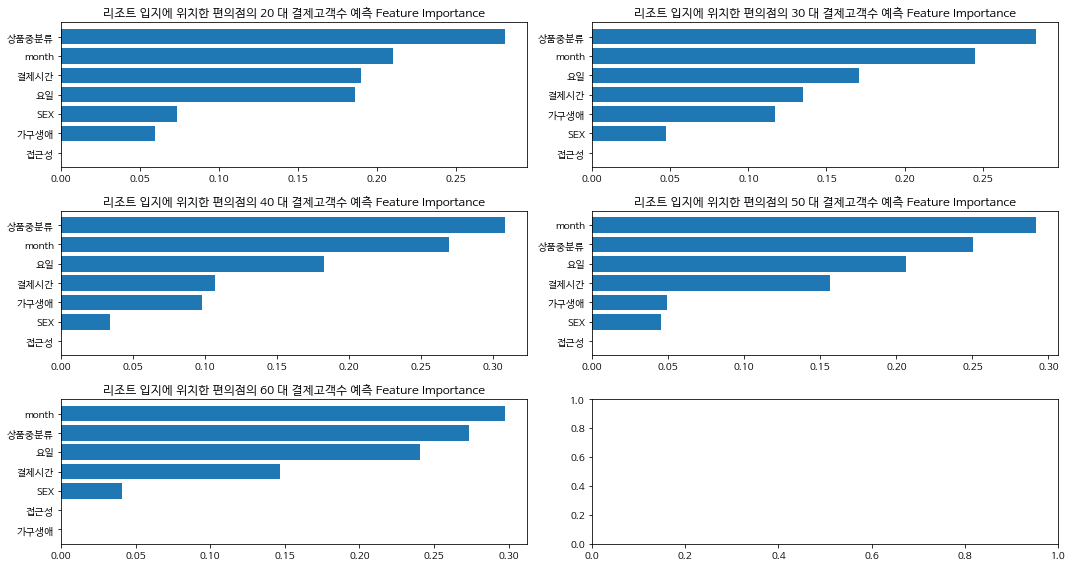 리조트 입지에 위치한 편의점의 20 대 결제고객수 예측 Feature Importance
상품중분류
month
결제시간
요일
SEX
가구생애
접근성
0.00 0.05 0.10 0.15 0.20 0.25
리조트 입지에 위치한 편의점의 30 대 결제고객수 예측 Feature Importance
상품중분류
month
요일
결제시간
가구생애
SEX
접근성
0.00 0.05 0.10 0.15 0.20 0.25
리조트 입지에 위치한 편의점의 40 대 결제고객수 예측 Feature Importance
상품중분류
month
요일
결제시간
가구생애
SEX
접근성
0.00 0.05 0.10 0.15 0.20 0.25 0.30
리조트 입지에 위치한 편의점의 50 대 결제고객수 예측 Feature Importance
month
상품중분류
요일
결제시간
가구생애
SEX
접근성
0.00 0.05 0.10 0.15 0.20 0.25 0.30
리조트 입지에 위치한 편의점의 60 대 결제고객수 예측 Feature Importance
month
상품중분류
요일
결제시간
SEX
접근성
가구생애
0.00 0.05 0.10 0.15 0.20 0.25 0.30
1.0
0.8
0.6
0.4
0.2
0.0
0.0 0.2 0.4 0.6 0.8 1.0